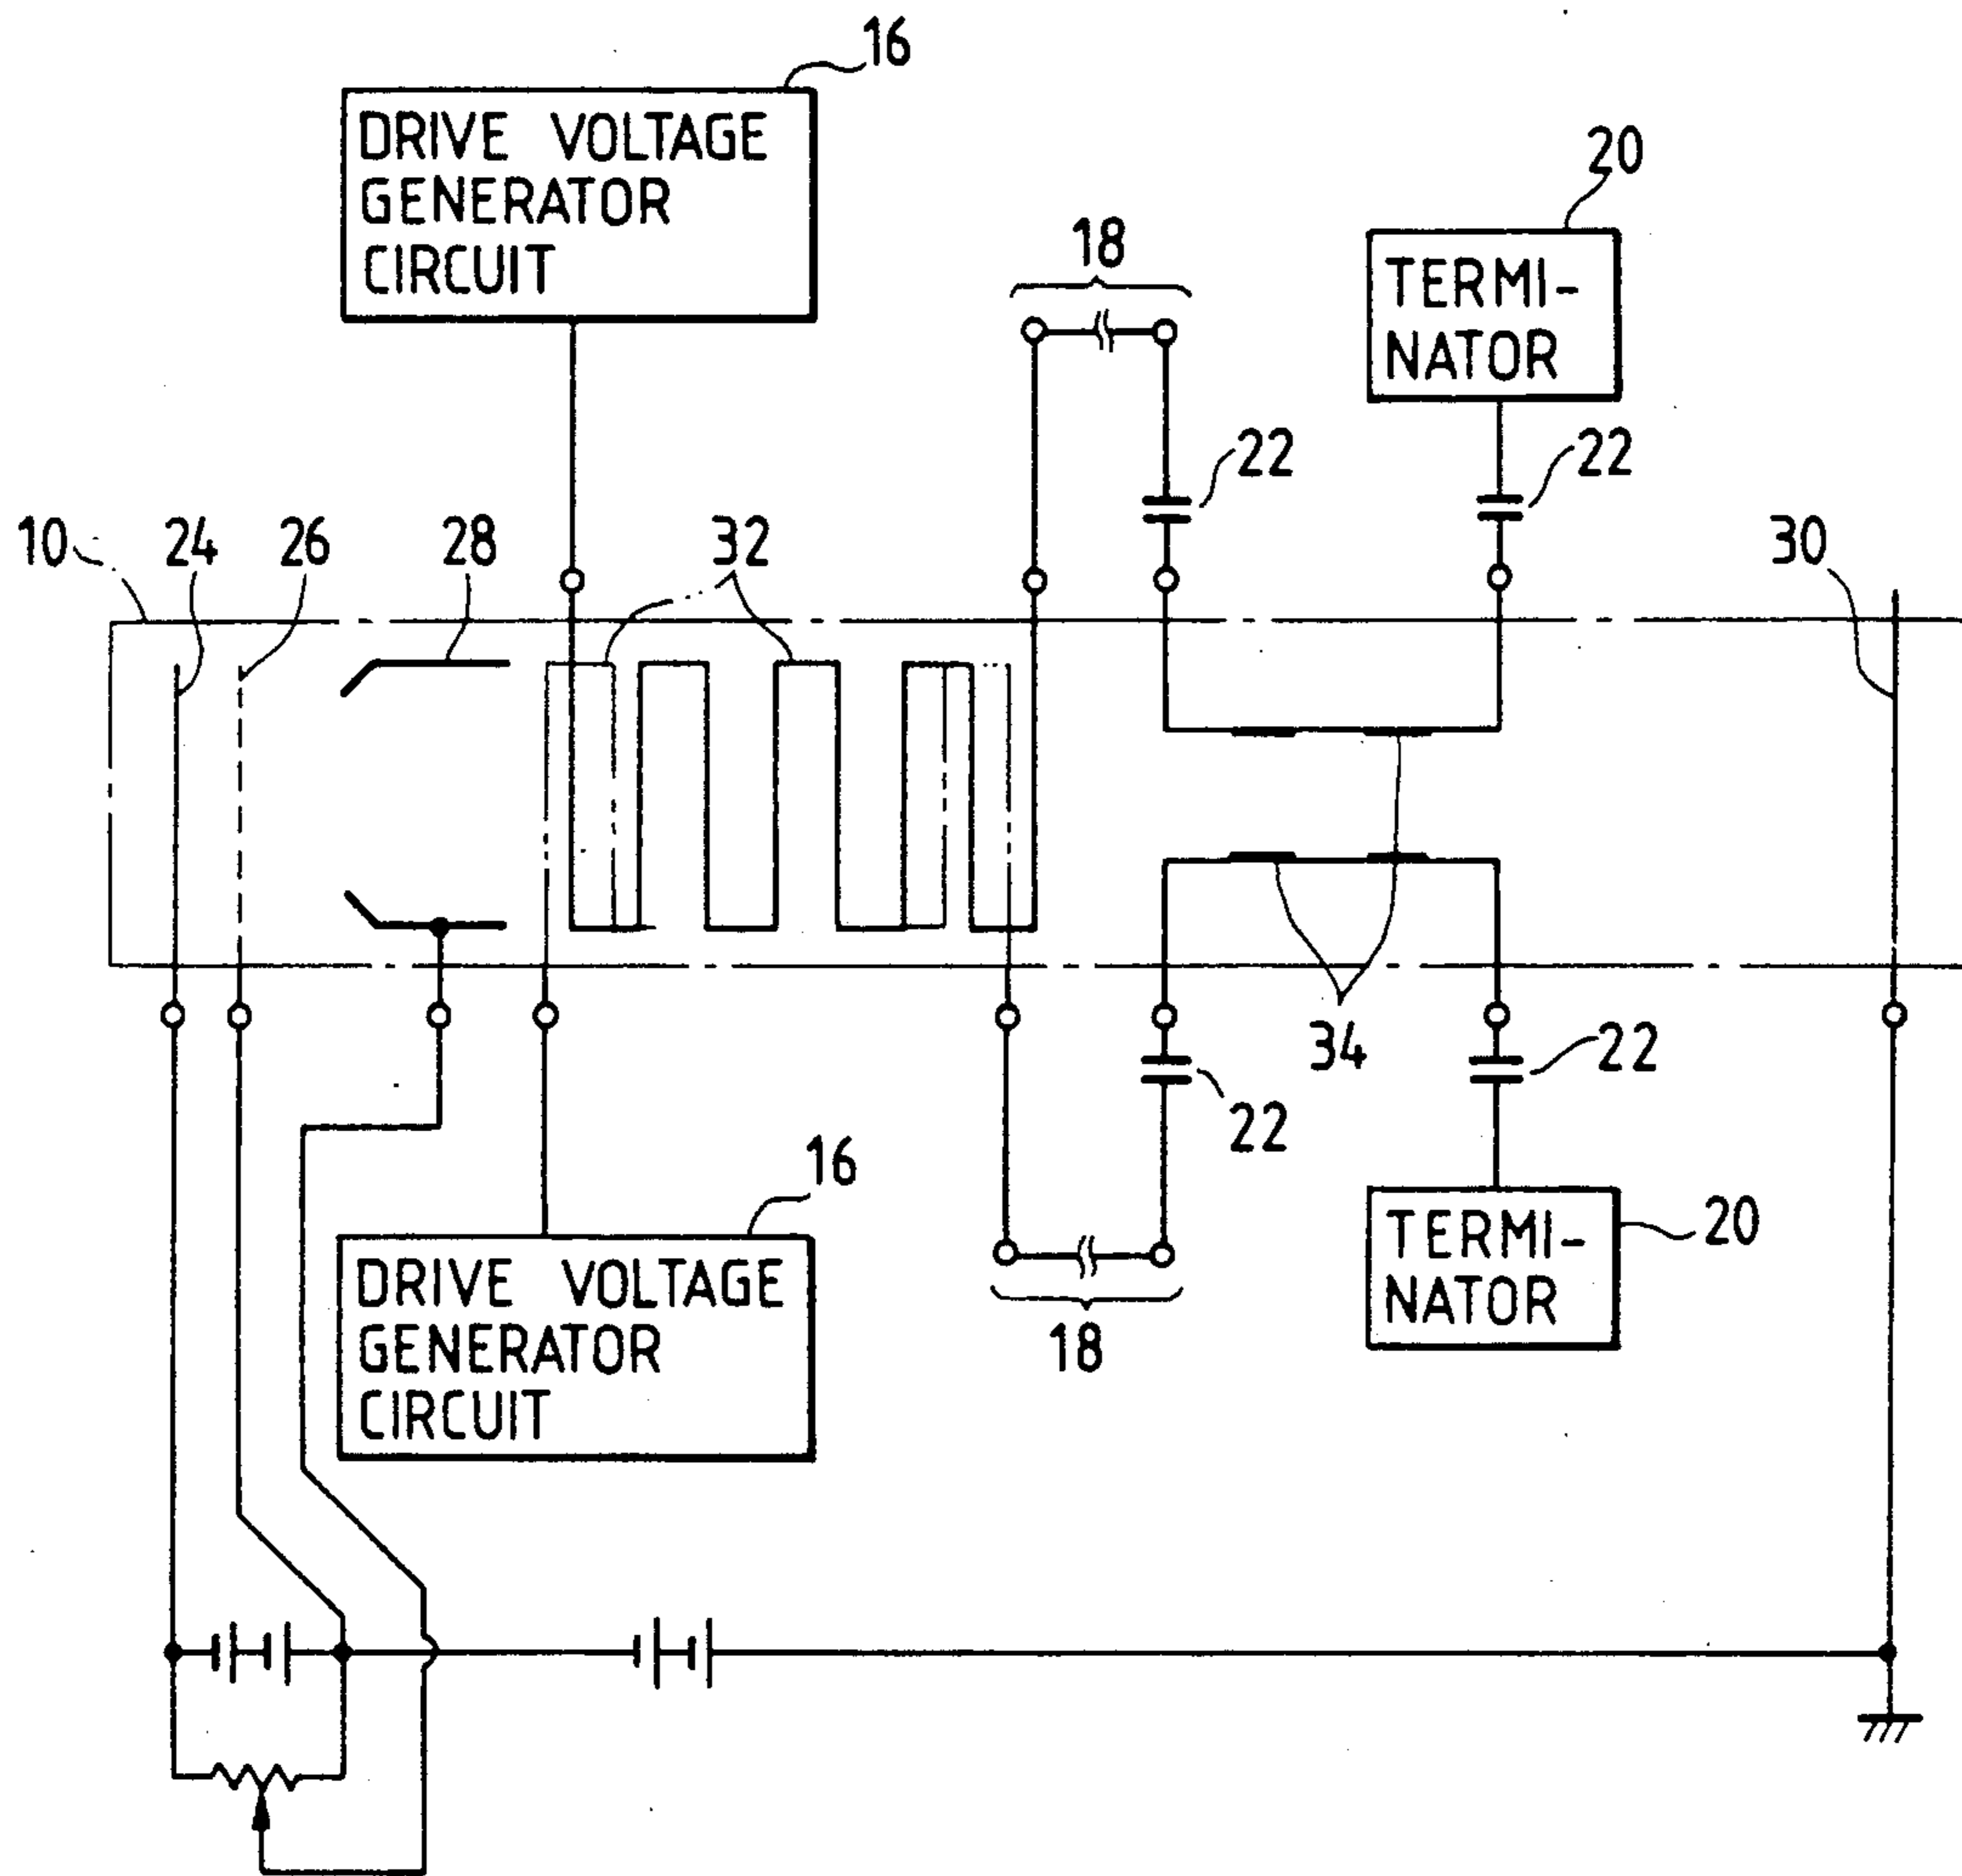 16
DRIVE VOLTAGE
GENERATOR
CIRCUIT
20
18
TERMI-
NATOR
22
22
10
24
26
28
32
30
34
22
22
16
DRIVE VOLTAGE
GENERATOR
CIRCUIT
18
TERMI-
NATOR
20